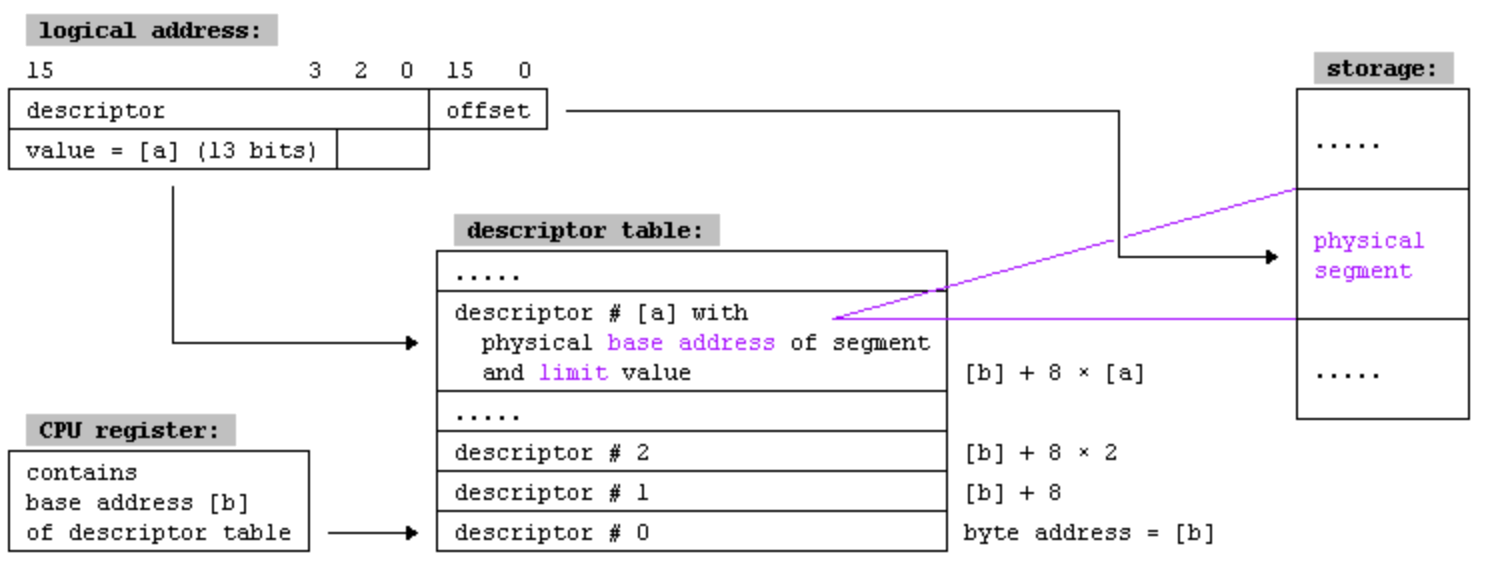 logical address:
15 3 2 0 15 0
descriptor offset
value = [a] (13 bits)
storage:
.....
physical
segment
.....
descriptor table:
.....
descriptor # [a] with
physical base address of segment
and limit value
[b] + 8 × [a]
.....
descriptor # 2
[b] + 8 × 2
descriptor # 1
[b] + 8
descriptor # 0
byte address = [b]
CPU register:
contains
base address [b]
of descriptor table